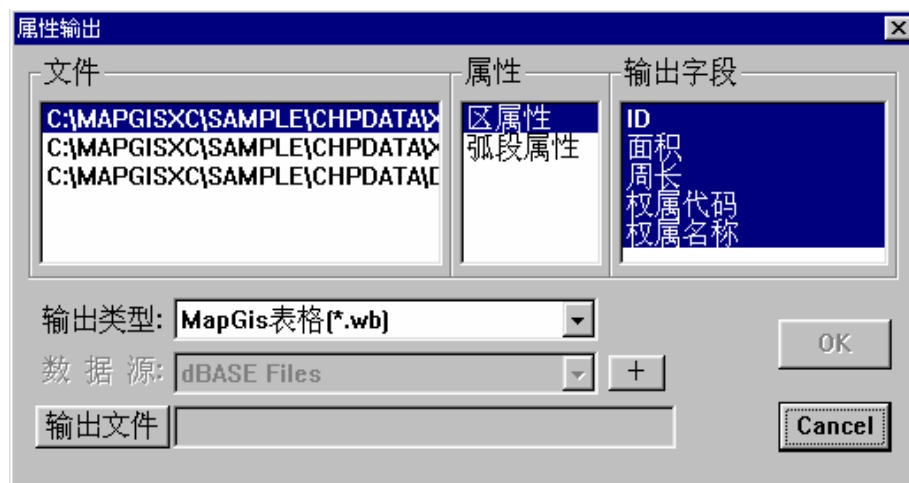 属性输出
文件
属性
输出字段
C:\MAPGISXC\SAMPLE\CHPDATA\
C:\MAPGISXC\SAMPLE\CHPDATA\
C:\MAPGISXC\SAMPLE\CHPDATA\
区属性
弧段属性
ID
面积
周长
权属代码
权属名称
输出类型: MapGis表格(*.wb)
数 据 源: dBASE Files
+
输出文件
OK
Cancel